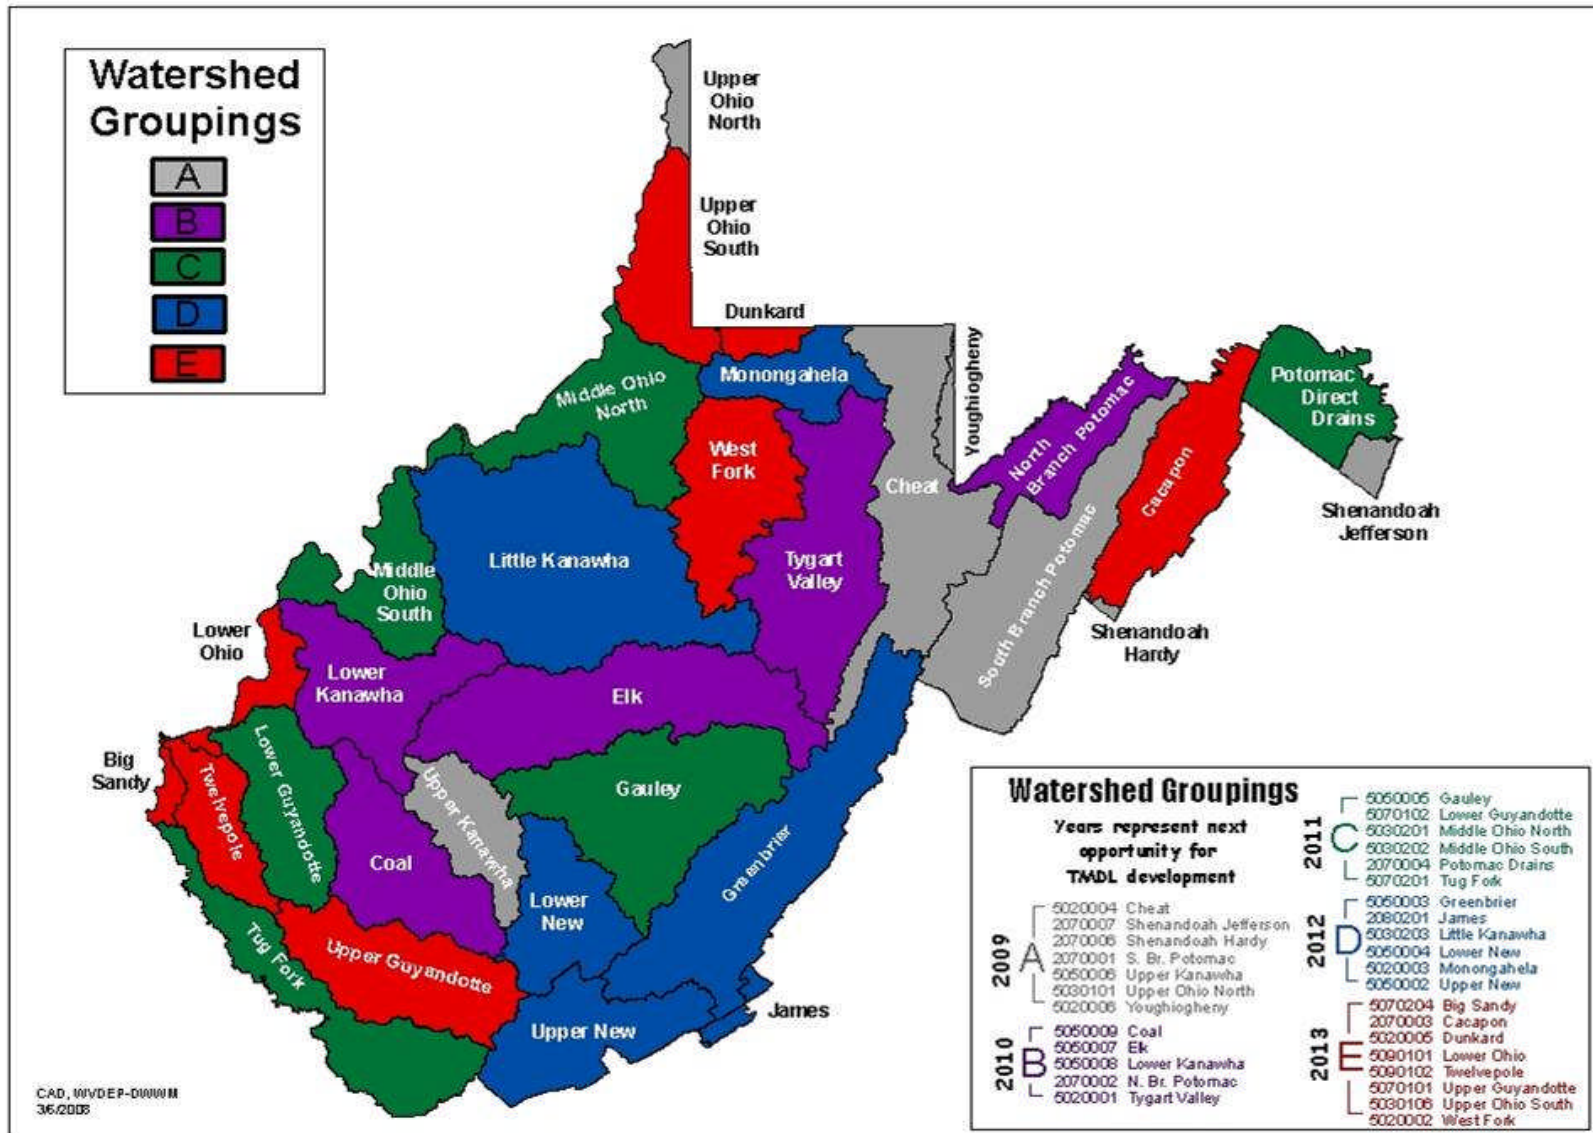 Watershed
Groupings
A
B
C
D
E
Upper
Ohio
North
Upper
Ohio
South
Dunkard
Monongahela
Middle Ohio
North
West
Fork
Cheat
Youghiogheny
North
Branch Potomac
South Branch Potomac
Cacapon
Potomac
Direct
Drains
Shenandoah
Jefferson
Shenandoah
Hardy
Little Kanawha
Tygart
Valley
Middle
Ohio
South
Lower
Ohio
Lower
Kanawha
Elk
Big
Sandy
Twelvepole
Lower Guyandotte
Upper Kanawha
Gauley
Coal
Lower
New
Greenbrier
Tug Fork
Upper Guyandotte
Upper New
James
CAD, WVDEP-DWWM
3/6/2008
Watershed Groupings
Years represent next
opportunity for
TMDL development
2009
A
5020004 Cheat
2070007 Shenandoah Jefferson
2070006 Shenandoah Hardy
2070001 S. Br. Potomac
5050006 Upper Kanawha
5030101 Upper Ohio North
5020006 Youghiogheny
2010
B
5050009 Coal
5050007 Elk
5050008 Lower Kanawha
2070002 N. Br. Potomac
5020001 Tygart Valley
2011
C
5050005 Gauley
5070102 Lower Guyandotte
5030201 Middle Ohio North
5030202 Middle Ohio South
2070004 Potomac Drains
5070201 Tug Fork
2012
D
5050003 Greenbrier
2080201 James
5030203 Little Kanawha
5050004 Lower New
5020003 Monongahela
5050002 Upper New
2013
E
5070204 Big Sandy
2070003 Cacapon
5020005 Dunkard
5090101 Lower Ohio
5090102 Twelvepole
5070101 Upper Guyandotte
5030106 Upper Ohio South
5020002 West Fork